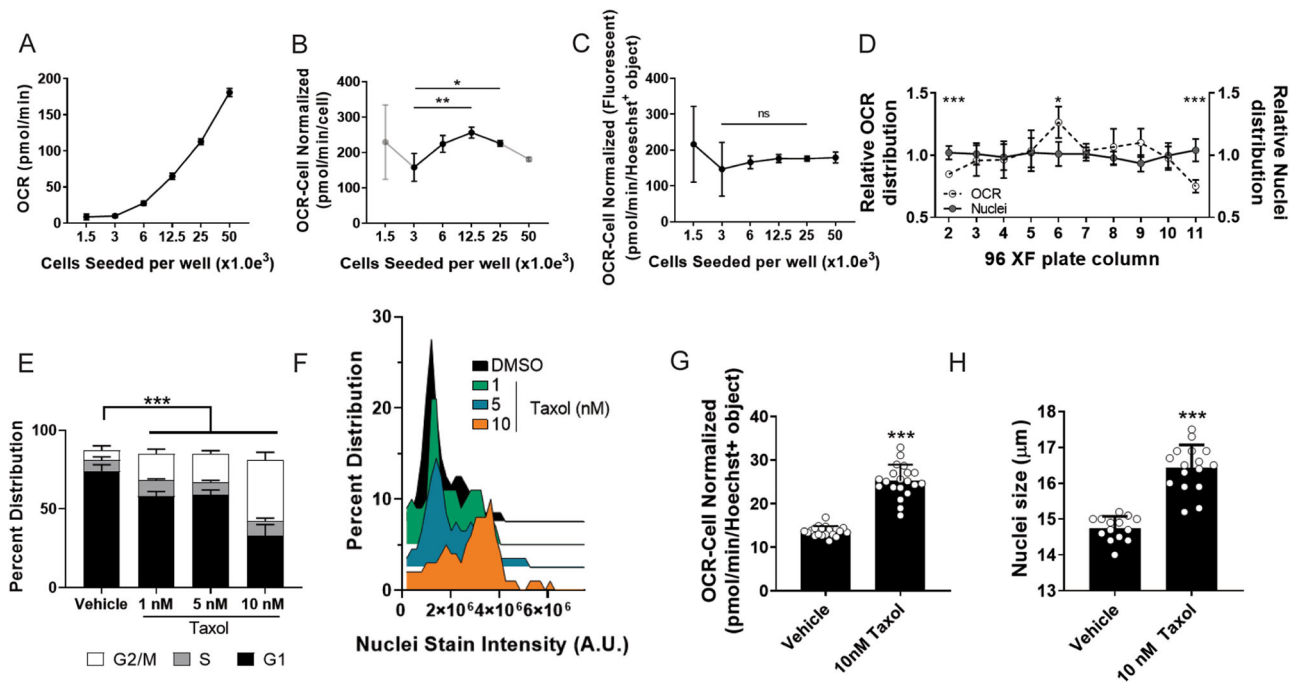 A
OCR (pmol/min)
200
150
100
50
0
1.5 3 6 12.5 25 50
Cells Seeded per well (x1.0e³)
B
OCR-Cell Normalized
(pmol/min/cell)
400
300
200
100
0
*
**
1.5 3 6 12.5 25 50
Cells Seeded per well (x1.0e³)
C
OCR-Cell Normalized (Fluorescent)
(pmol/min/Hoeschst⁺ object)
400
300
200
100
0
ns
1.5 3 6 12.5 25 50
Cells Seeded per well (x1.0e³)
D
Relative OCR
distribution
1.5
1.0
0.5
*** * ***
OCR
Nuclei
1.5
1.0
0.5
Relative Nuclei
distribution
2 3 4 5 6 7 8 9 10 11
96 XF plate column
E
Percent Distribution
100
50
0
***
Vehicle 1 nM 5 nM 10 nM
Taxol
G2/M S G1
F
Percent Distribution
30
20
10
0
DMSO
1
5
10
Taxol (nM)
0 2×10⁶ 4×10⁶ 6×10⁶
Nuclei Stain Intensity (A.U.)
G
OCR-Cell Normalized
(pmol/min/Hoechst+ object)
40
30
20
10
0
***
Vehicle
10nM Taxol
H
Nuclei size (µm)
18
17
16
15
14
13
***
Vehicle
10 nM Taxol